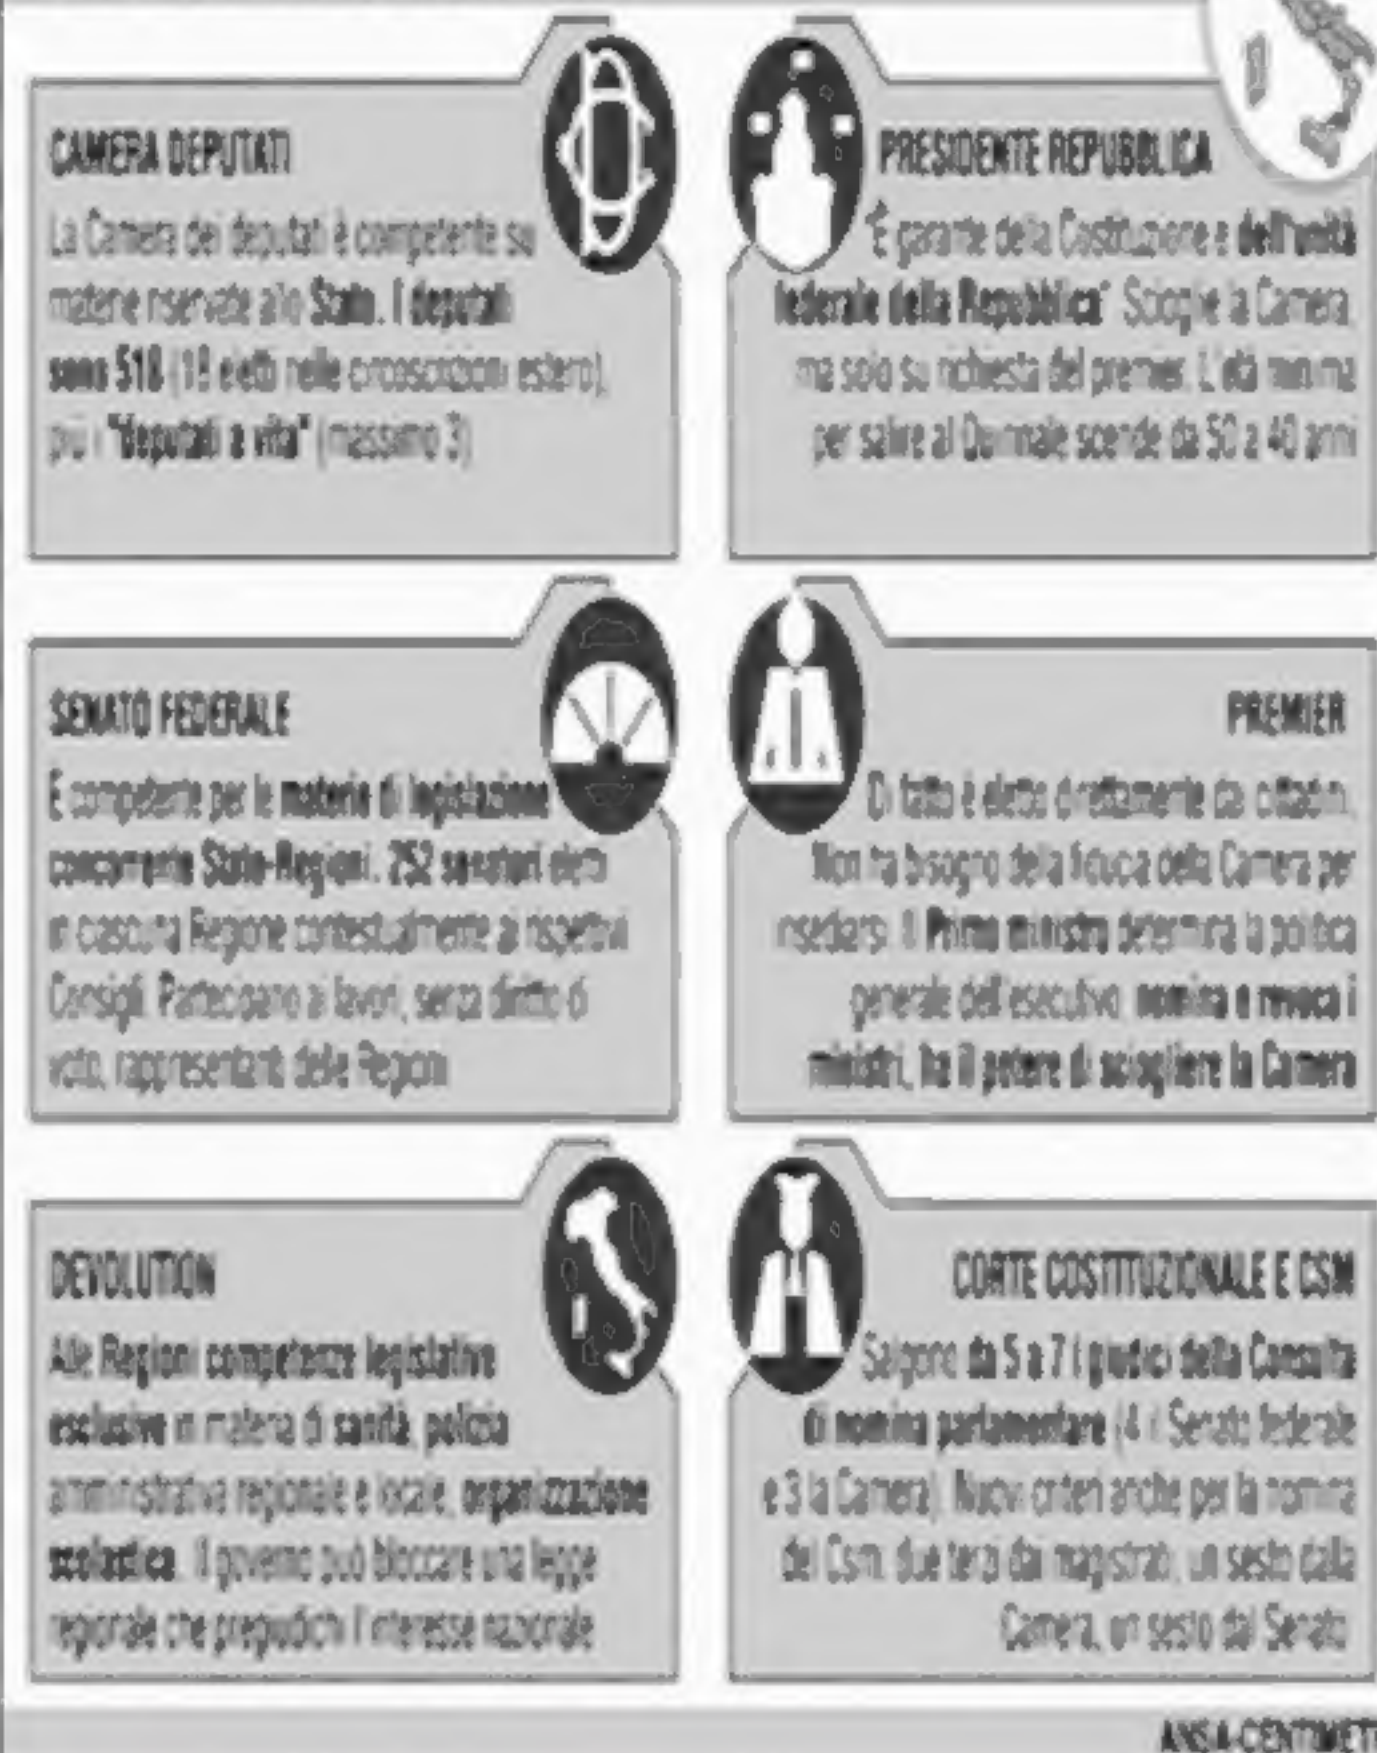 CAMERA DEPUTATI
La Camera dei deputati è competente su
materie riservate allo Stato. I deputati
sono 518 (18 eletti nelle circoscrizioni estero),
più i "deputati a vita" (massimo 3)
PRESIDENTE REPUBBLICA
"È garante della Costituzione e dell'unità
federale della Repubblica" Scioglie la Camera,
ma solo su richiesta del premier. L'età minima
per salire al Quirinale scende da 50 a 40 anni
SENATO FEDERALE
È competente per le materie di legislazione
concorrente Stato-Regioni. 252 senatori eletti
in ciascuna Regione contestualmente ai rispettivi
Consigli. Partecipano ai lavori, senza diritto di
voto, rappresentanti delle Regioni
PREMIER
Di fatto è eletto direttamente dai cittadini.
Non ha bisogno della fiducia della Camera per
insediarsi. Il Primo ministro determina la politica
generale dell'esecutivo, nomina e revoca i
ministri, ha il potere di sciogliere la Camera
DEVOLUTION
Alle Regioni competenze legislative
esclusive in materia di sanità, polizia
amministrativa regionale e locale, organizzazione
scolastica. Il governo può bloccare una legge
regionale che pregiudichi l'interesse nazionale
CORTE COSTITUZIONALE E CSM
Salgono da 5 a 7 i giudici della Consulta
di nomina parlamentare (4 il Senato federale
e 3 la Camera). Nuovi criteri anche per la nomina
del Csm: due terzi dai magistrati, un sesto dalla
Camera, un sesto dal Senato
ANSA-CENTIMET